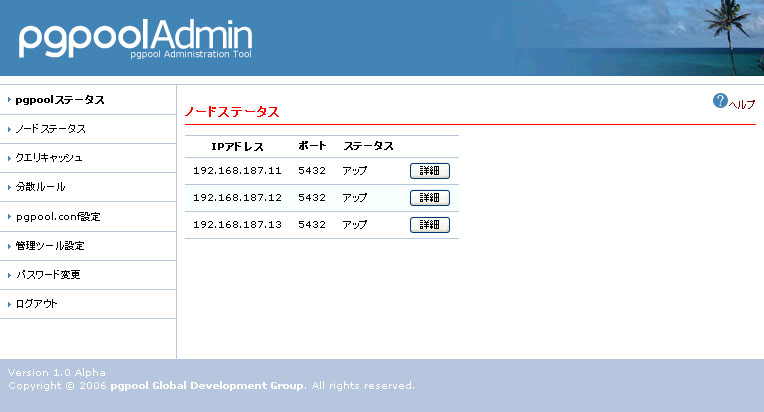 pgpoolAdmin
pgpool Administration Tool
pgpoolステータス
ノードステータス
クエリキャッシュ
分散ルール
pgpool.conf設定
管理ツール設定
パスワード変更
ログアウト
?ヘルプ
ノードステータス
IPアドレス ポート ステータス
192.168.187.11 5432 アップ 詳細
192.168.187.12 5432 アップ 詳細
192.168.187.13 5432 アップ 詳細
Version 1.0 Alpha
Copyright © 2006 pgpool Global Development Group. All rights reserved.